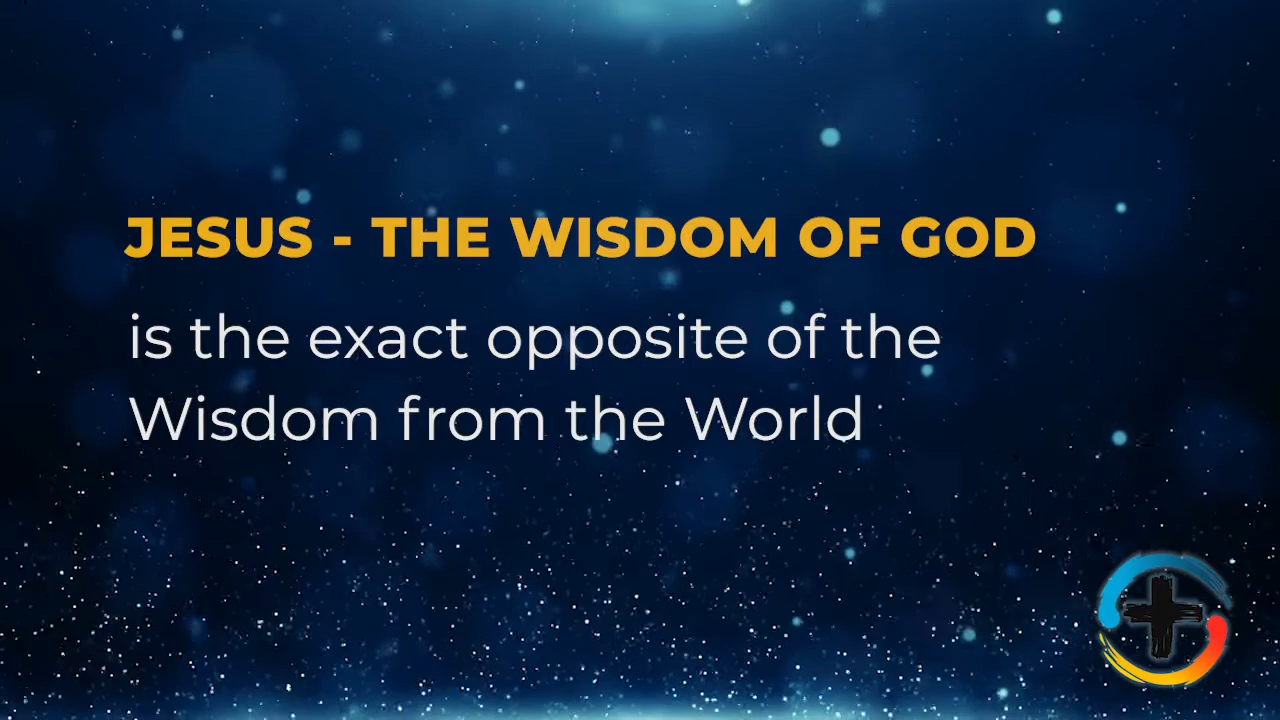 JESUS - THE WISDOM OF GOD
is the exact opposite of the
Wisdom from the World